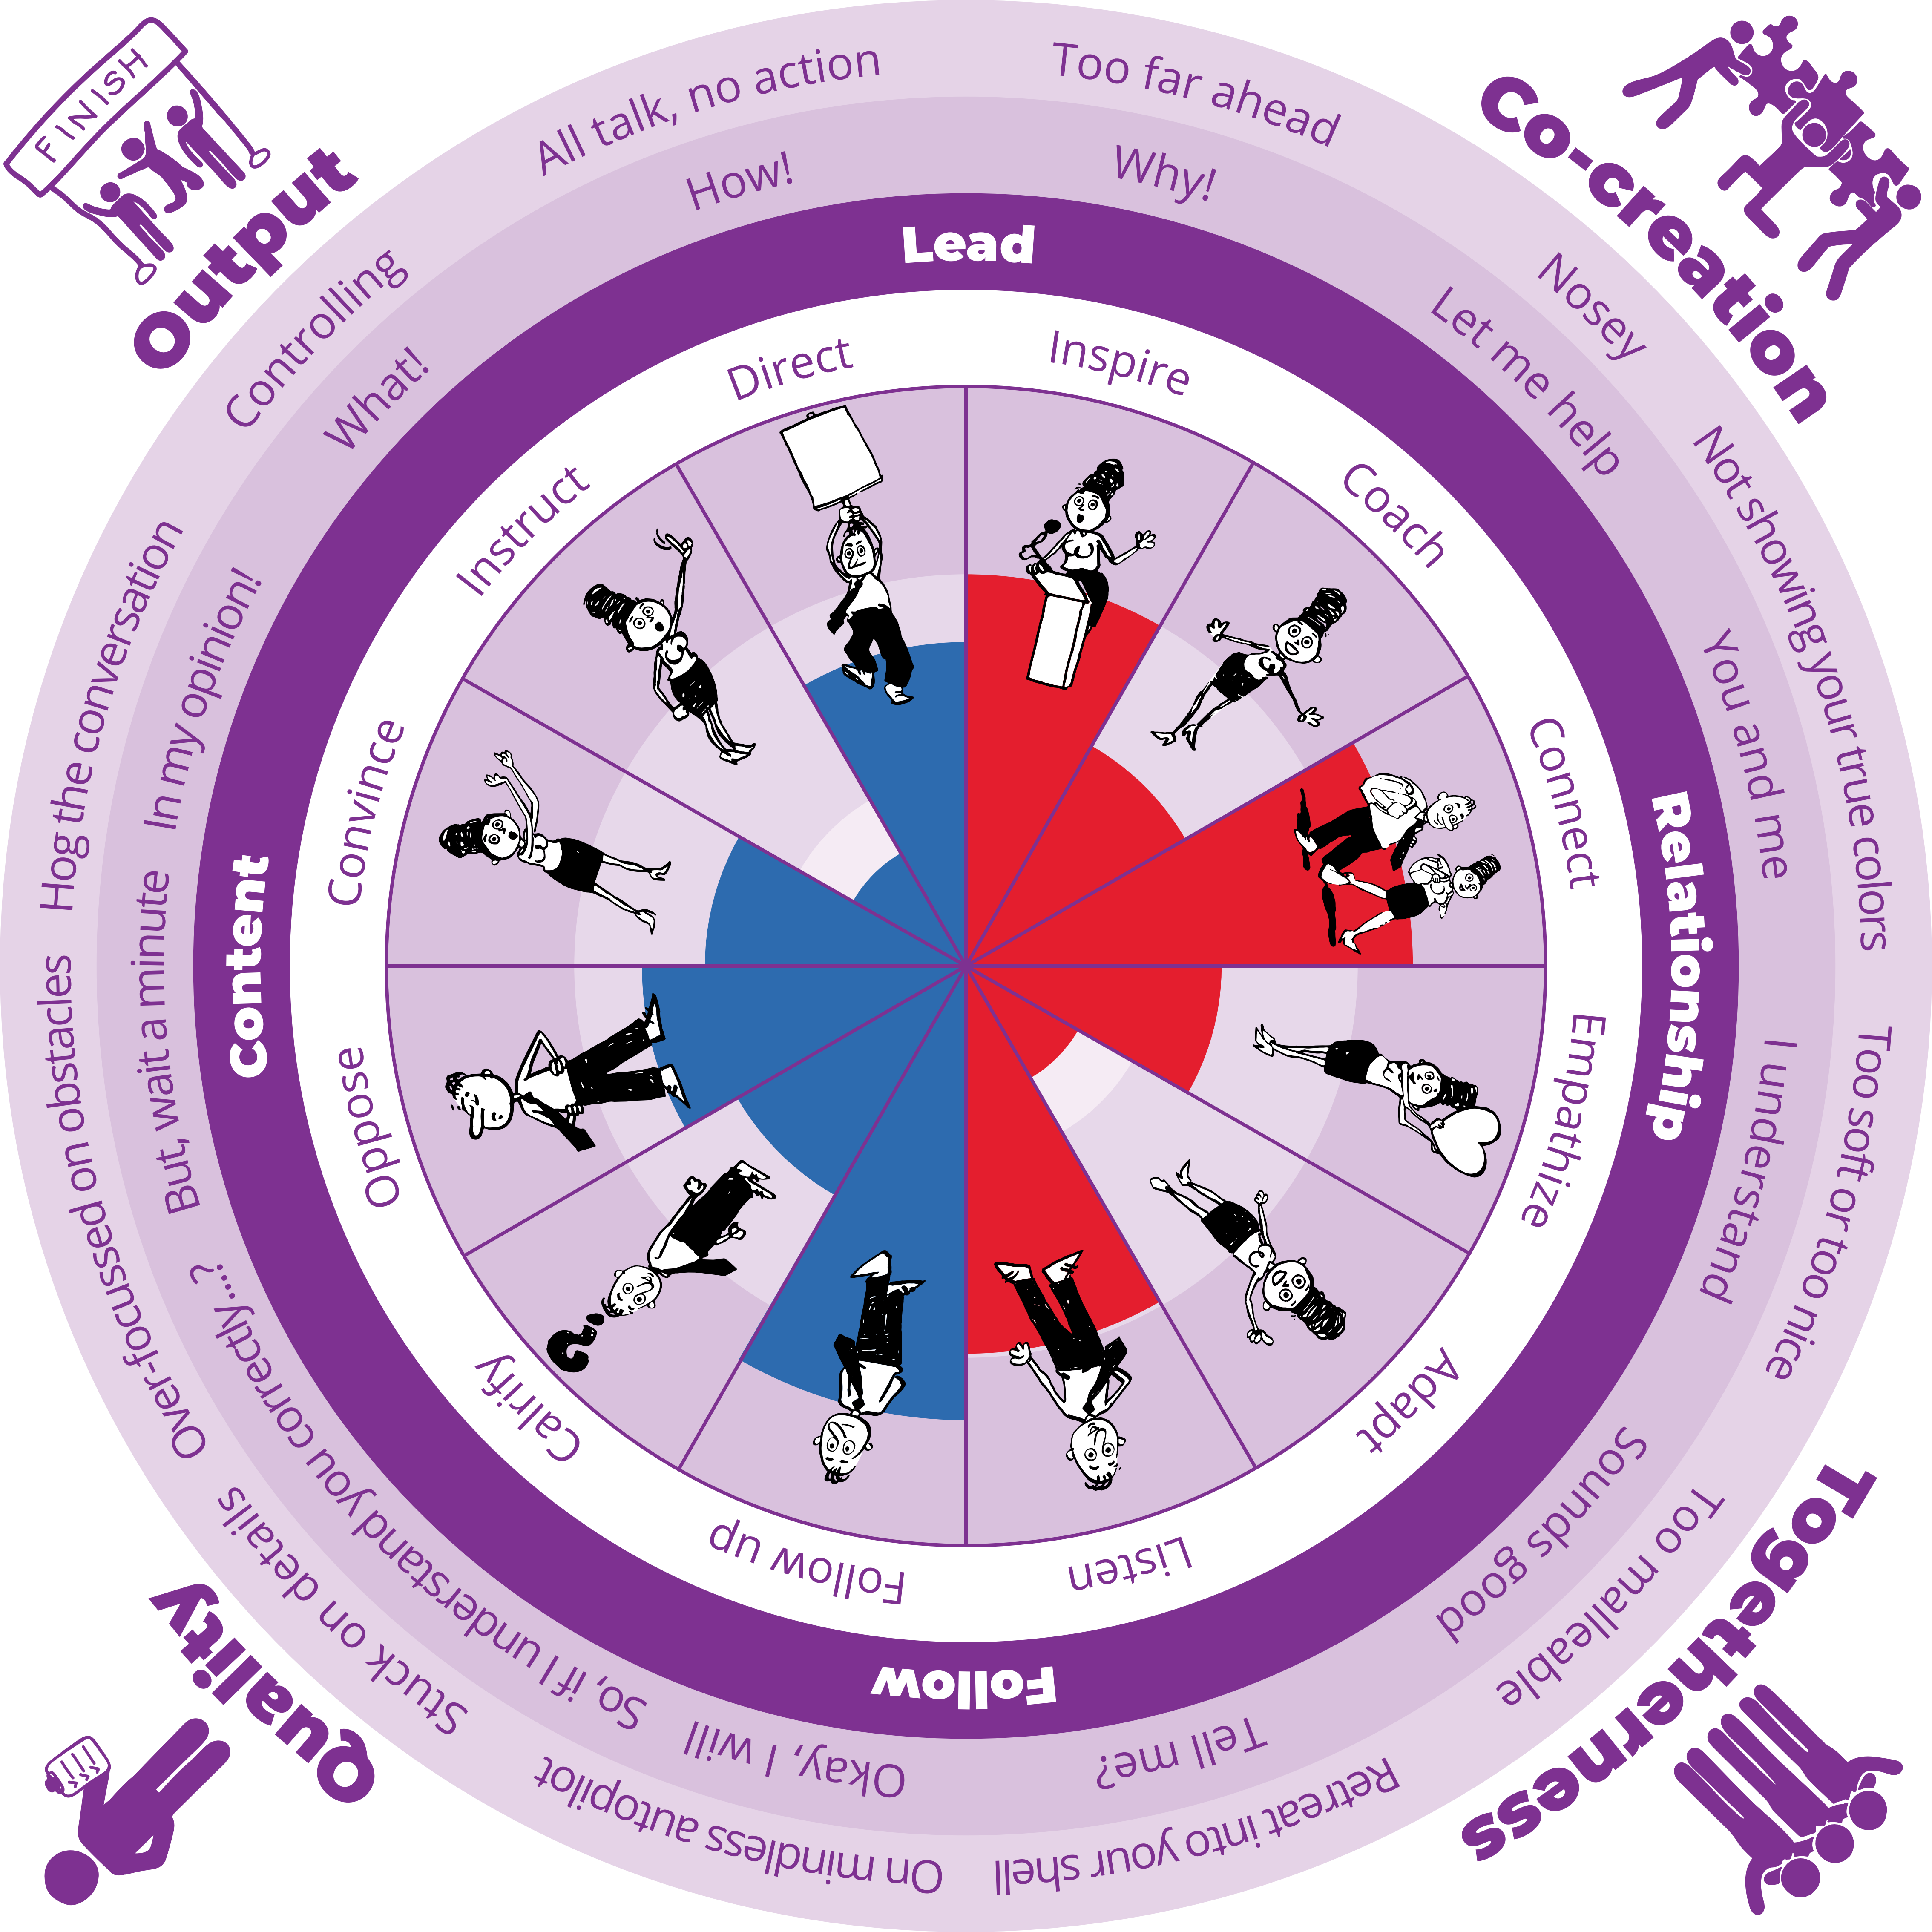 FINISH
Output
Co-creation
Togetherness
Quality
All talk, no action
Too far ahead
Nosey
Not showing your true colors
Too soft or too nice
Too malleable
Retreat into your shell
On mindless autopilot
Stuck on details
Over-focussed on obstacles
Hog the conversation
Controlling
How!
Why!
Let me help
You and me
I understand
Sounds good
Tell me?
Okay, I will
So, if I understand you correctly...?
But, wait a minute
In my opinion!
What!
Lead
Relationship
Follow
Content
Direct
Inspire
Coach
Connect
Empathize
Adapt
Listen
Follow up
Calrify
Oppose
Convince
Instruct